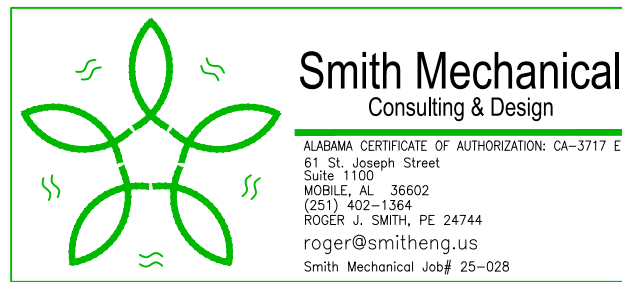 Smith Mechanical
Consulting & Design
ALABAMA CERTIFICATE OF AUTHORIZATION: CA-3717 E
61 St. Joseph Street
Suite 1100
MOBILE, AL 36602
(251) 402-1364
ROGER J. SMITH, PE 24744
roger@smitheng.us
Smith Mechanical Job# 25-028